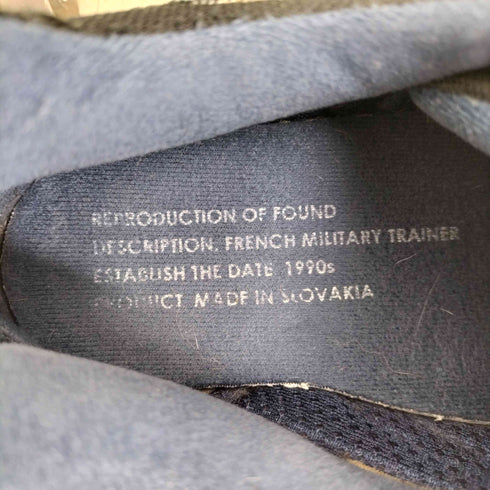 REPRODUCTION OF FOUND
DESCRIPTION. FRENCH MILITARY TRAINER
ESTABLISH THE DATE 1990s
PRODUCT MADE IN SLOVAKIA